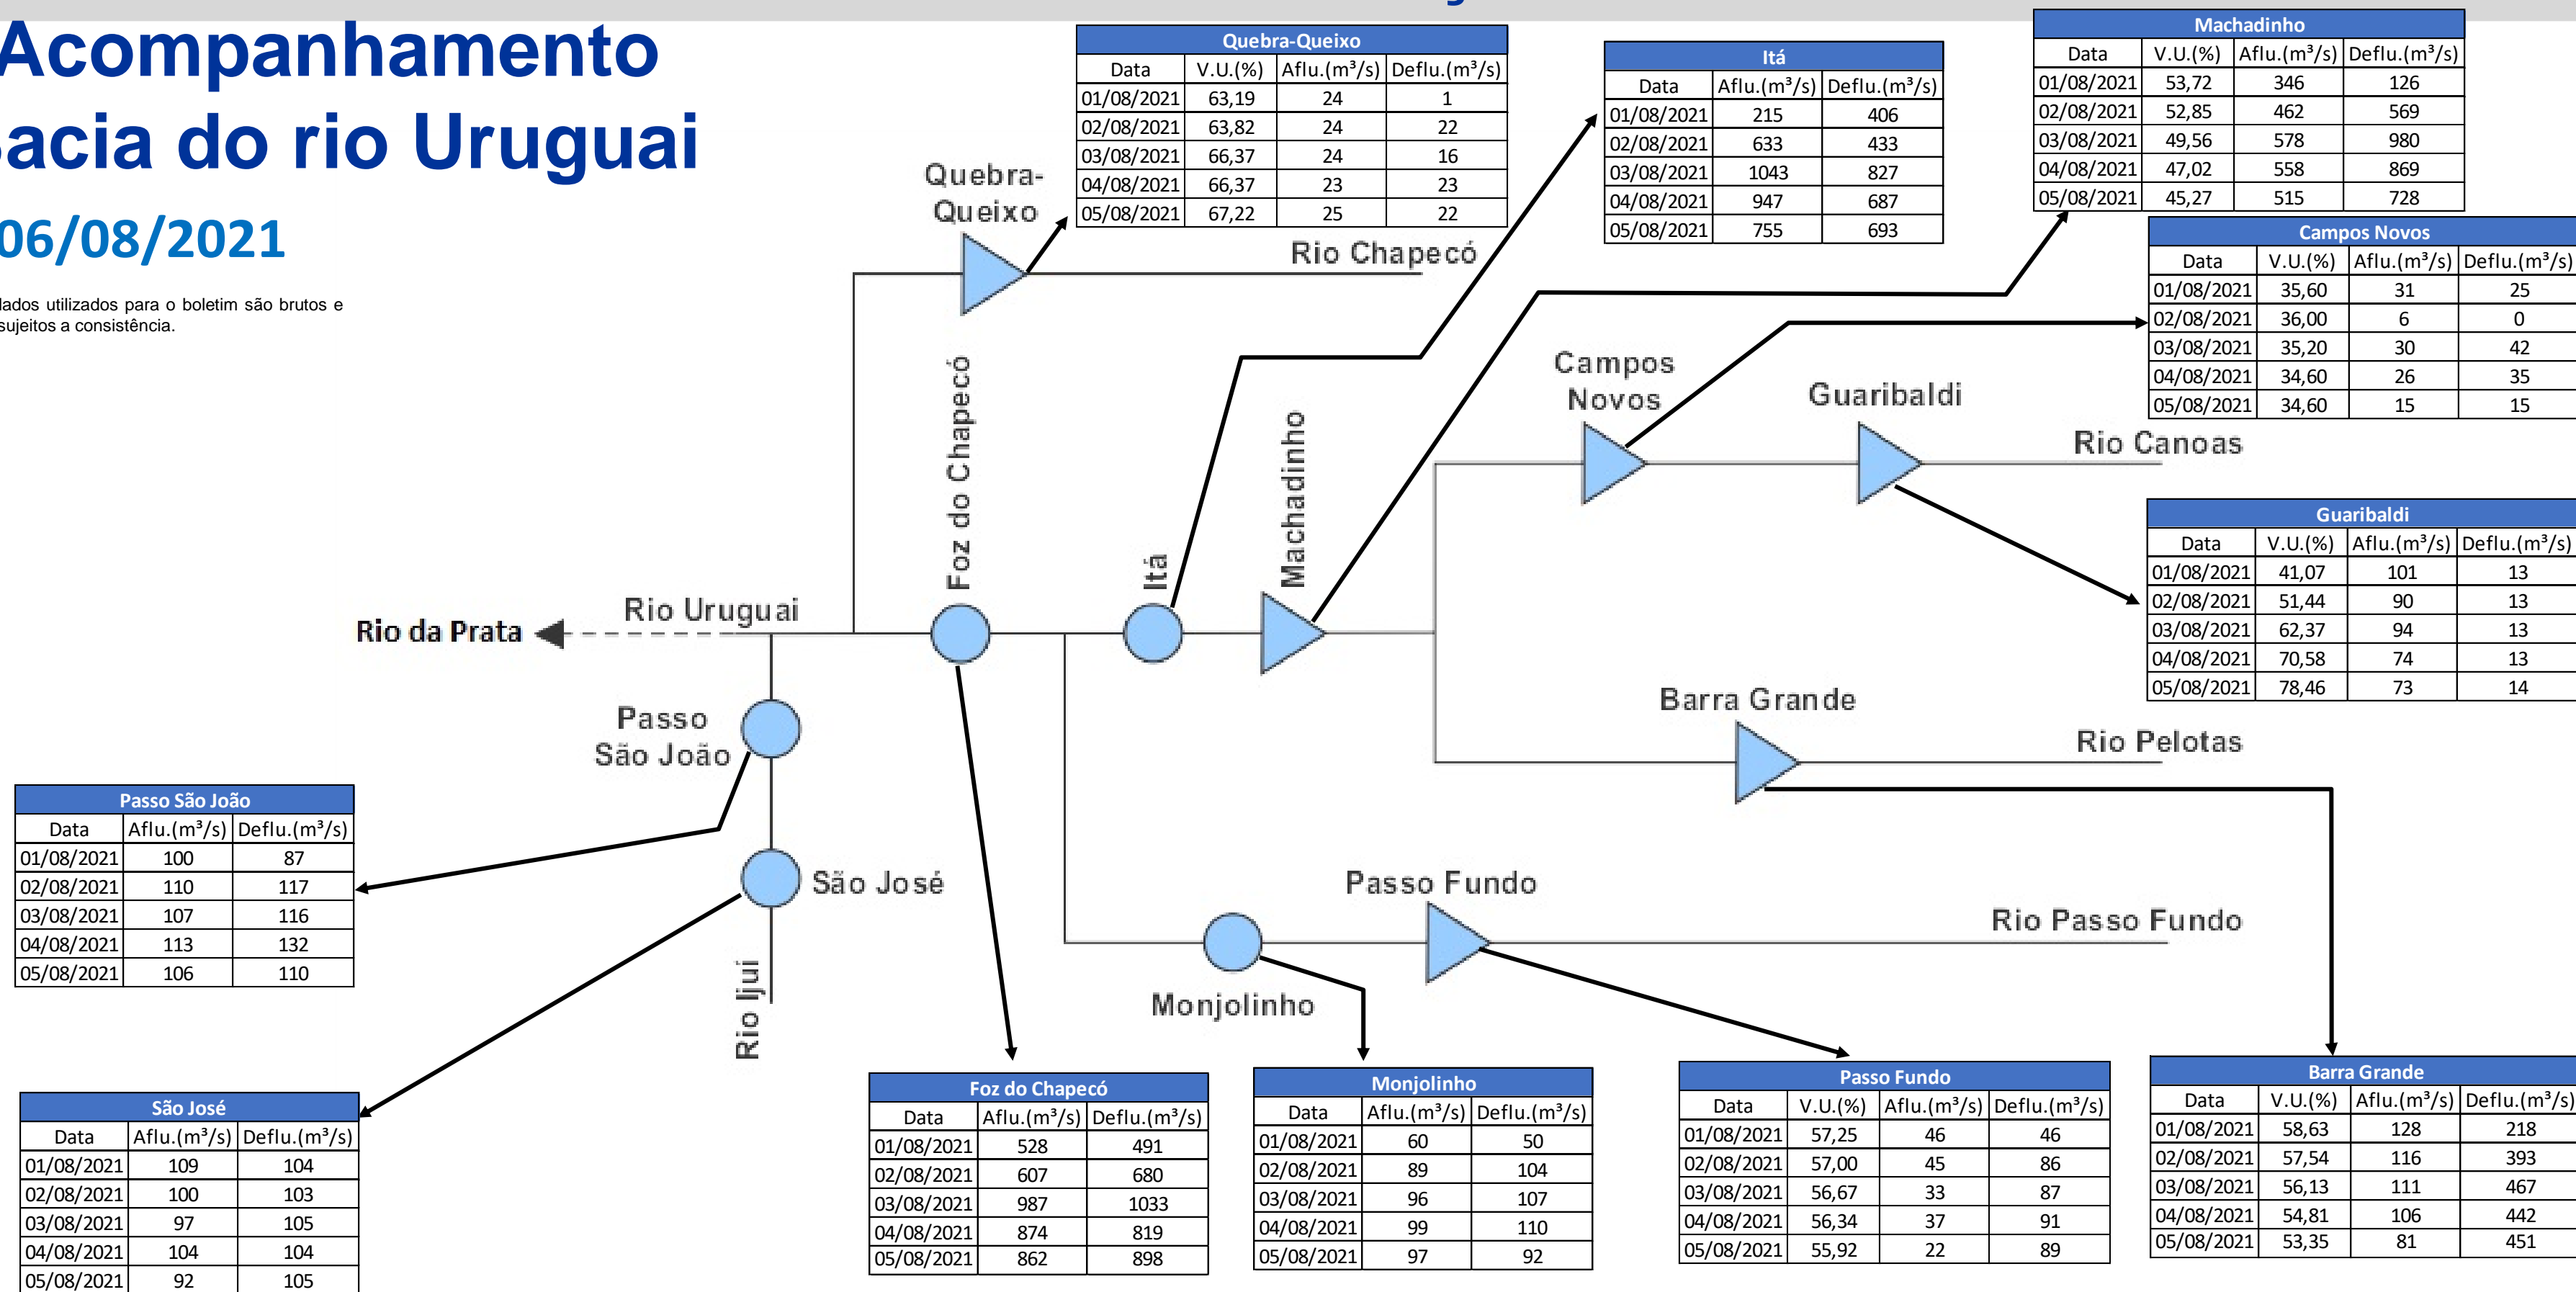 Acompanhamento
Bacia do rio Uruguai
06/08/2021
dados utilizados para o boletim são brutos e
sujeitos a consistência.
Quebra-Queixo
Data V.U.(%) Aflu.(m³/s) Deflu.(m³/s)
01/08/2021 63,19 24 1
02/08/2021 63,82 24 22
03/08/2021 66,37 24 16
04/08/2021 66,37 23 23
05/08/2021 67,22 25 22
Itá
Data Aflu.(m³/s) Deflu.(m³/s)
01/08/2021 215 406
02/08/2021 633 433
03/08/2021 1043 827
04/08/2021 947 687
05/08/2021 755 693
Machadinho
Data V.U.(%) Aflu.(m³/s) Deflu.(m³/s)
01/08/2021 53,72 346 126
02/08/2021 52,85 462 569
03/08/2021 49,56 578 980
04/08/2021 47,02 558 869
05/08/2021 45,27 515 728
Campos Novos
Data V.U.(%) Aflu.(m³/s) Deflu.(m³/s)
01/08/2021 35,60 31 25
02/08/2021 36,00 6 0
03/08/2021 35,20 30 42
04/08/2021 34,60 26 35
05/08/2021 34,60 15 15
Quebra-
Queixo
Rio Chapecó
Foz do Chapecó
Itá
Machadinho
Campos
Novos
Guaribaldi
Rio Canoas
Guaribaldi
Data V.U.(%) Aflu.(m³/s) Deflu.(m³/s)
01/08/2021 41,07 101 13
02/08/2021 51,44 90 13
03/08/2021 62,37 94 13
04/08/2021 70,58 74 13
05/08/2021 78,46 73 14
Rio da Prata
Rio Uruguai
Passo
São João
Barra Grande
Rio Pelotas
São José
Passo Fundo
Rio Passo Fundo
Monjolinho
Rio Ijui
Passo São João
Data Aflu.(m³/s) Deflu.(m³/s)
01/08/2021 100 87
02/08/2021 110 117
03/08/2021 107 116
04/08/2021 113 132
05/08/2021 106 110
São José
Data Aflu.(m³/s) Deflu.(m³/s)
01/08/2021 109 104
02/08/2021 100 103
03/08/2021 97 105
04/08/2021 104 104
05/08/2021 92 105
Foz do Chapecó
Data Aflu.(m³/s) Deflu.(m³/s)
01/08/2021 528 491
02/08/2021 607 680
03/08/2021 987 1033
04/08/2021 874 819
05/08/2021 862 898
Monjolinho
Data Aflu.(m³/s) Deflu.(m³/s)
01/08/2021 60 50
02/08/2021 89 104
03/08/2021 96 107
04/08/2021 99 110
05/08/2021 97 92
Passo Fundo
Data V.U.(%) Aflu.(m³/s) Deflu.(m³/s)
01/08/2021 57,25 46 46
02/08/2021 57,00 45 86
03/08/2021 56,67 33 87
04/08/2021 56,34 37 91
05/08/2021 55,92 22 89
Barra Grande
Data V.U.(%) Aflu.(m³/s) Deflu.(m³/s)
01/08/2021 58,63 128 218
02/08/2021 57,54 116 393
03/08/2021 56,13 111 467
04/08/2021 54,81 106 442
05/08/2021 53,35 81 451